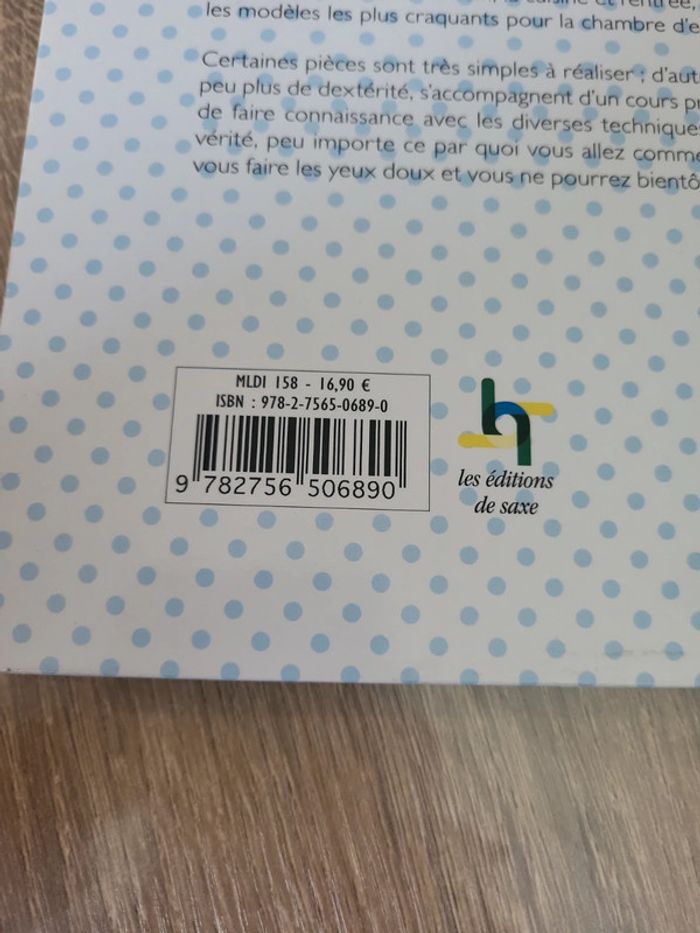 cuisine et l'entrée,
les modèles les plus craquants pour la chambre d'e
Certaines pièces sont très simples à réaliser ; d'aut
peu plus de dextérité, s'accompagnent d'un cours p
de faire connaissance avec les diverses technique
vérité, peu importe ce par quoi vous allez comme
vous faire les yeux doux et vous ne pourrez bientô
MLDI 158 - 16,90 €
ISBN : 978-2-7565-0689-0
9 782756 506890
les éditions
de saxe